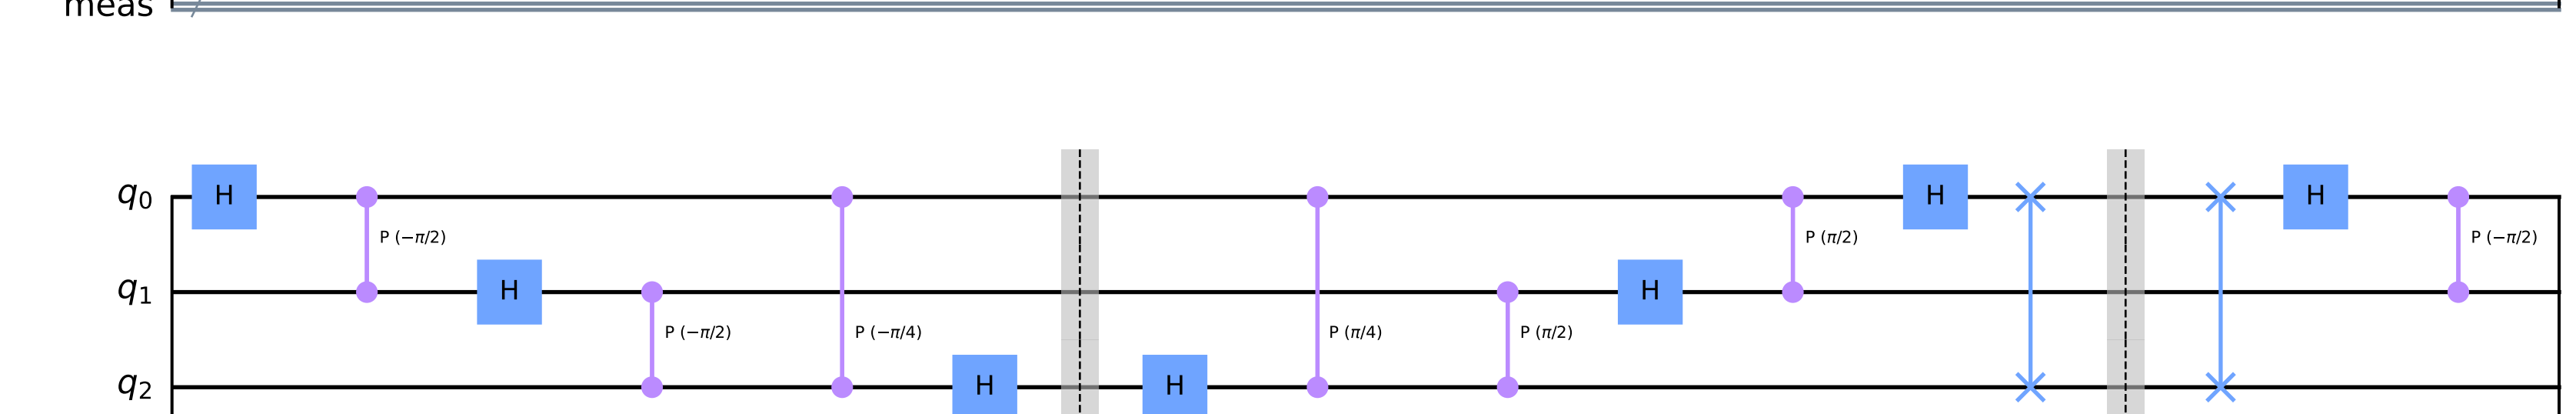 meas
q0 H H
P (−π/2) P (π/2) P (−π/2)
q1 H H
P (−π/2) P (−π/4) P (π/4) P (π/2)
q2 H H